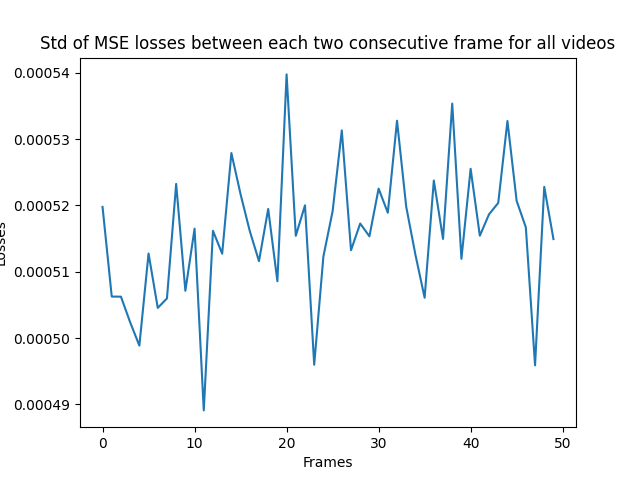 Std of MSE losses between each two consecutive frame for all videos
0.00054
0.00053
0.00052
0.00051
0.00050
0.00049
Losses
0 10 20 30 40 50
Frames